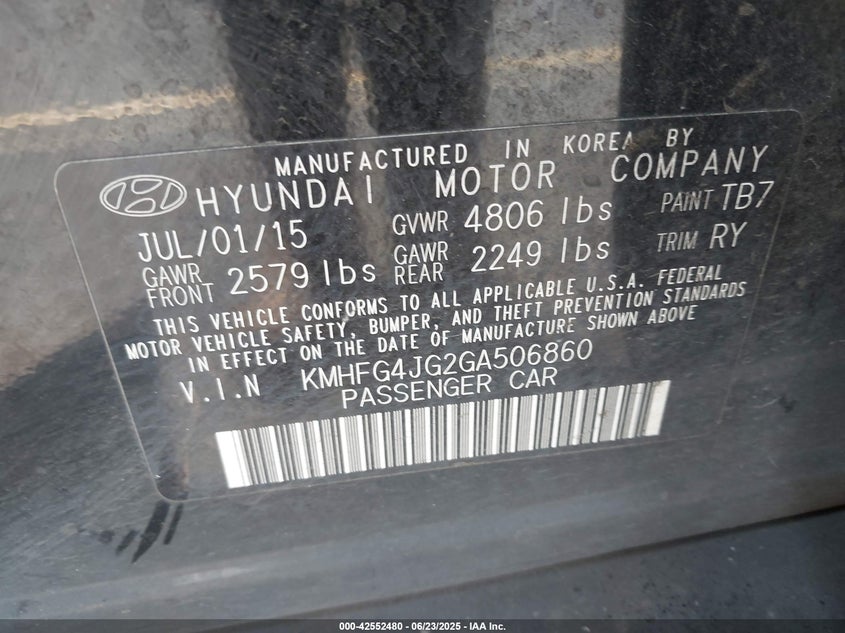 MANUFACTURED IN KOREA BY
HYUNDAI MOTOR COMPANY
JUL/01/15 GVWR 4806 lbs PAINT TB7
GAWR FRONT 2579 lbs GAWR REAR 2249 lbs TRIM RY
THIS VEHICLE CONFORMS TO ALL APPLICABLE U.S.A. FEDERAL
MOTOR VEHICLE SAFETY, BUMPER, AND THEFT PREVENTION STANDARDS
IN EFFECT ON THE DATE OF MANUFACTURE SHOWN ABOVE
V.I.N KMHFG4JG2GA506860
PASSENGER CAR
000-42552480 - 06/23/2025 - IAA Inc.